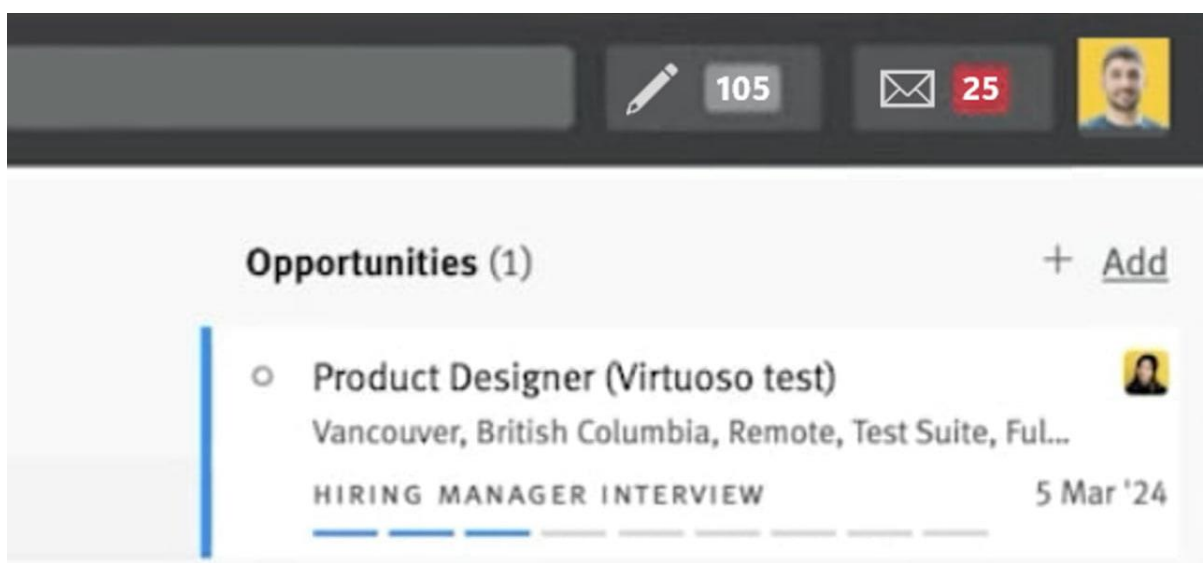 105
25
Opportunities (1)
+ Add
Product Designer (Virtuoso test)
Vancouver, British Columbia, Remote, Test Suite, Ful...
HIRING MANAGER INTERVIEW
5 Mar '24